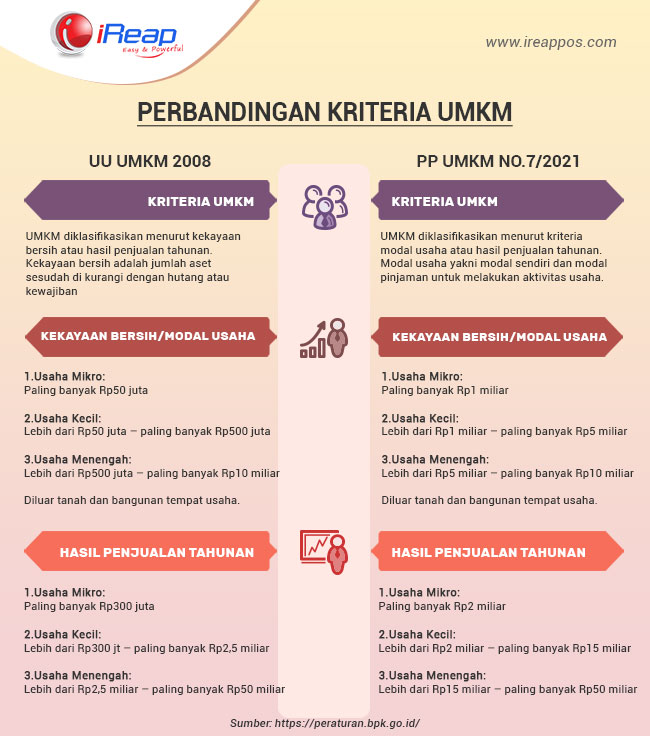 iReap
Easy & Powerful
www.ireappos.com
PERBANDINGAN KRITERIA UMKM
UU UMKM 2008
KRITERIA UMKM
UMKM diklasifikasikan menurut kekayaan
bersih atau hasil penjualan tahunan.
Kekayaan bersih adalah jumlah aset
sesudah di kurangi dengan hutang atau
kewajiban
KEKAYAAN BERSIH/MODAL USAHA
1.Usaha Mikro:
Paling banyak Rp50 juta
2.Usaha Kecil:
Lebih dari Rp50 juta – paling banyak Rp500 juta
3.Usaha Menengah:
Lebih dari Rp500 juta – paling banyak Rp10 miliar
Diluar tanah dan bangunan tempat usaha.
HASIL PENJUALAN TAHUNAN
1.Usaha Mikro:
Paling banyak Rp300 juta
2.Usaha Kecil:
Lebih dari Rp300 jt – paling banyak Rp2,5 miliar
3.Usaha Menengah:
Lebih dari Rp2,5 miliar – paling banyak Rp50 miliar
PP UMKM NO.7/2021
KRITERIA UMKM
UMKM diklasifikasikan menurut kriteria
modal usaha atau hasil penjualan tahunan.
Modal usaha yakni modal sendiri dan modal
pinjaman untuk melakukan aktivitas usaha.
KEKAYAAN BERSIH/MODAL USAHA
1.Usaha Mikro:
Paling banyak Rp1 miliar
2.Usaha Kecil:
Lebih dari Rp1 miliar – paling banyak Rp5 miliar
3.Usaha Menengah:
Lebih dari Rp5 miliar – paling banyak Rp10 miliar
Diluar tanah dan bangunan tempat usaha.
HASIL PENJUALAN TAHUNAN
1.Usaha Mikro:
Paling banyak Rp2 miliar
2.Usaha Kecil:
Lebih dari Rp2 miliar – paling banyak Rp15 miliar
3.Usaha Menengah:
Lebih dari Rp15 miliar – paling banyak Rp50 miliar
Sumber: https://peraturan.bpk.go.id/